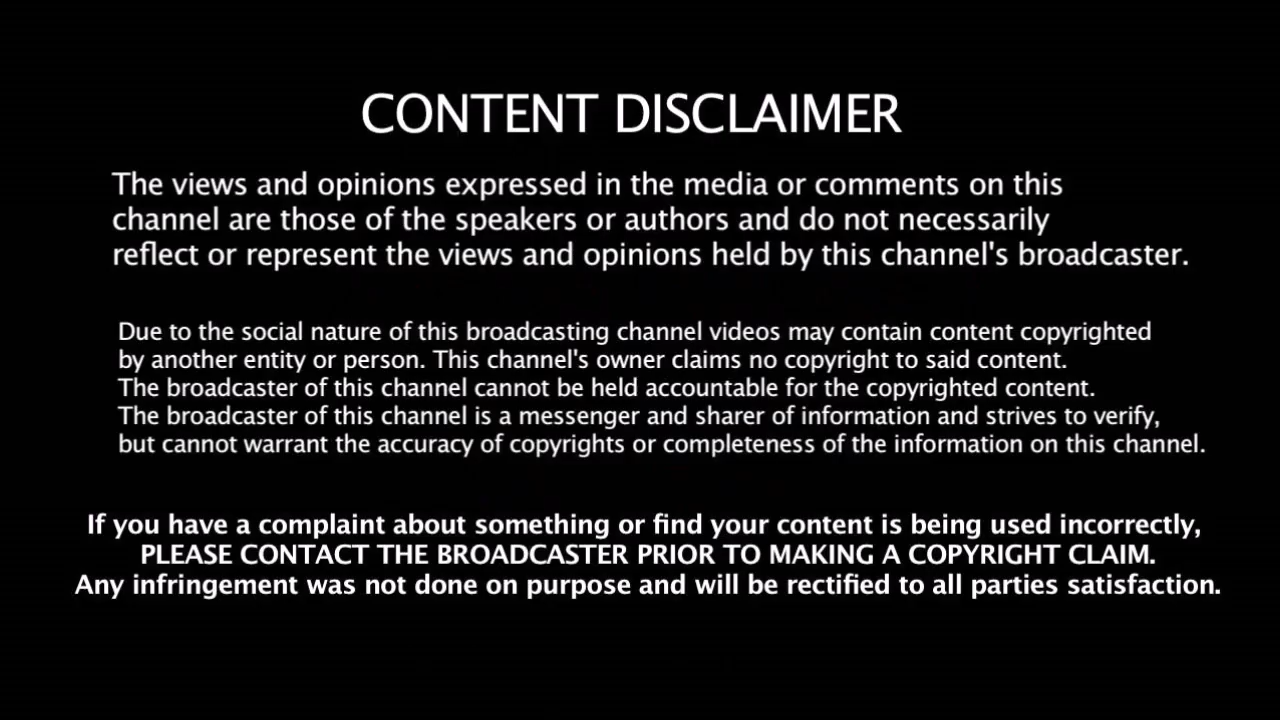 CONTENT DISCLAIMER
The views and opinions expressed in the media or comments on this
channel are those of the speakers or authors and do not necessarily
reflect or represent the views and opinions held by this channel's broadcaster.
Due to the social nature of this broadcasting channel videos may contain content copyrighted
by another entity or person. This channel's owner claims no copyright to said content.
The broadcaster of this channel cannot be held accountable for the copyrighted content.
The broadcaster of this channel is a messenger and sharer of information and strives to verify,
but cannot warrant the accuracy of copyrights or completeness of the information on this channel.
If you have a complaint about something or find your content is being used incorrectly,
PLEASE CONTACT THE BROADCASTER PRIOR TO MAKING A COPYRIGHT CLAIM.
Any infringement was not done on purpose and will be rectified to all parties satisfaction.